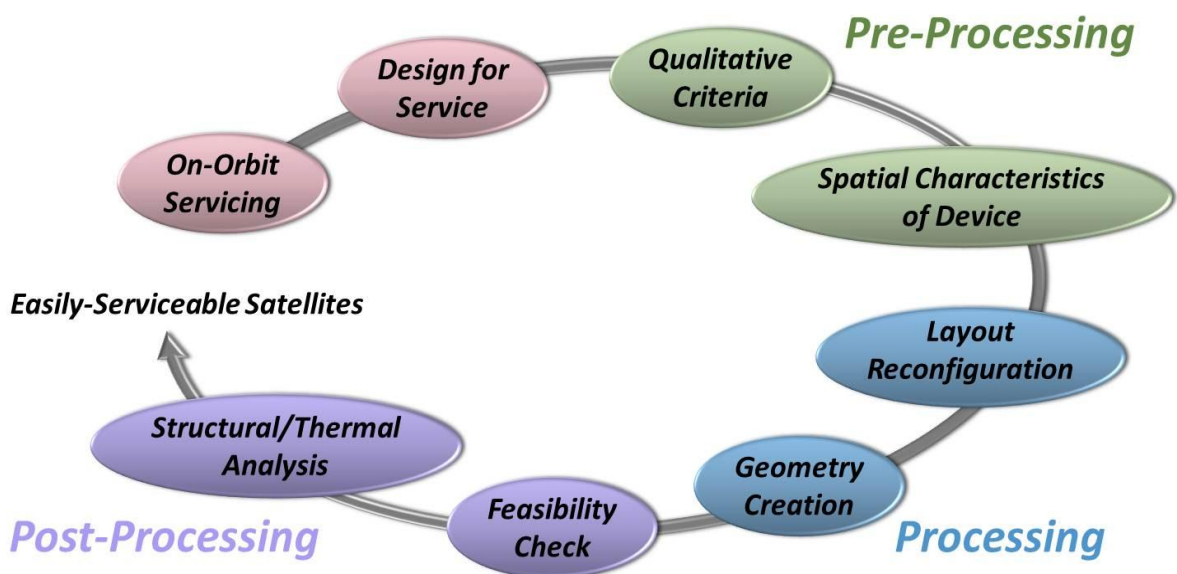 Pre-Processing
Design for
Service
Qualitative
Criteria
On-Orbit
Servicing
Spatial Characteristics
of Device
Easily-Serviceable Satellites
Layout
Reconfiguration
Structural/Thermal
Analysis
Geometry
Creation
Feasibility
Check
Post-Processing
Processing